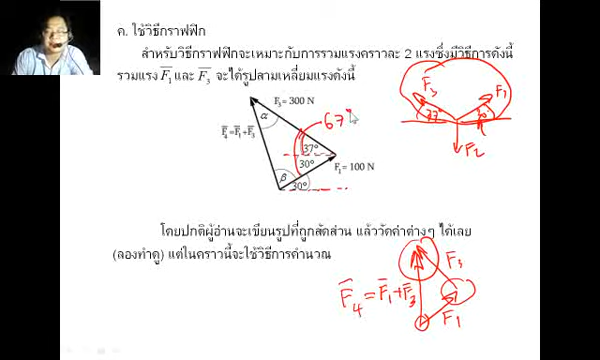 ค. ใช้วิธีกราฟฟิก
สำหรับวิธีกราฟฟิกจะเหมาะกับการรวมแรงคราวละ 2 แรงซึ่งมีวิธีการดังนี้
รวมแรง F₁ และ F₃ จะได้รูปสามเหลี่ยมแรงดังนี้
F₃ = 300 N
α
F₄ = F₁ + F₃
67°
37°
30°
F₁ = 100 N
β
30°
F₃
F₁
37°
30°
F₂
โดยปกติผู้อ่านจะเขียนรูปที่ถูกสัดส่วน แล้ววัดค่าต่างๆ ได้เลย
(ลองทำดู) แต่ในคราวนี้จะใช้วิธีการคำนวณ
F₃
F₄ = F₁ + F₃
F₁